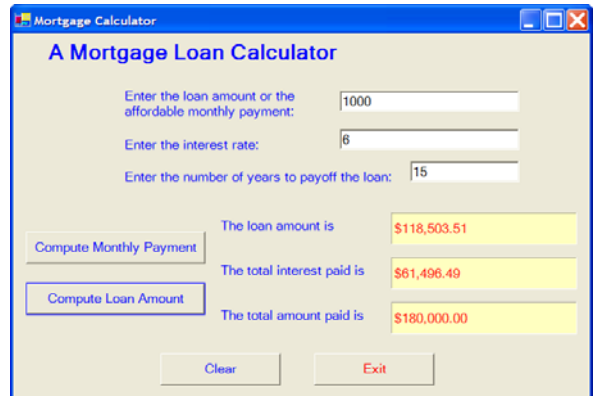 Mortgage Calculator
A Mortgage Loan Calculator
Enter the loan amount or the
affordable monthly payment:
1000
Enter the interest rate:
6
Enter the number of years to payoff the loan:
15
Compute Monthly Payment
The loan amount is
$118,503.51
The total interest paid is
$61,496.49
Compute Loan Amount
The total amount paid is
$180,000.00
Clear
Exit